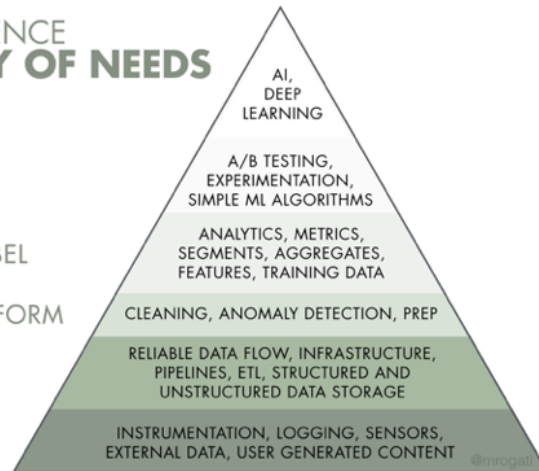 ENCE
Y OF NEEDS
AI,
DEEP
LEARNING
A/B TESTING,
EXPERIMENTATION,
SIMPLE ML ALGORITHMS
ANALYTICS, METRICS,
SEGMENTS, AGGREGATES,
FEATURES, TRAINING DATA
BEL
FORM
CLEANING, ANOMALY DETECTION, PREP
RELIABLE DATA FLOW, INFRASTRUCTURE,
PIPELINES, ETL, STRUCTURED AND
UNSTRUCTURED DATA STORAGE
INSTRUMENTATION, LOGGING, SENSORS,
EXTERNAL DATA, USER GENERATED CONTENT
@mrogati